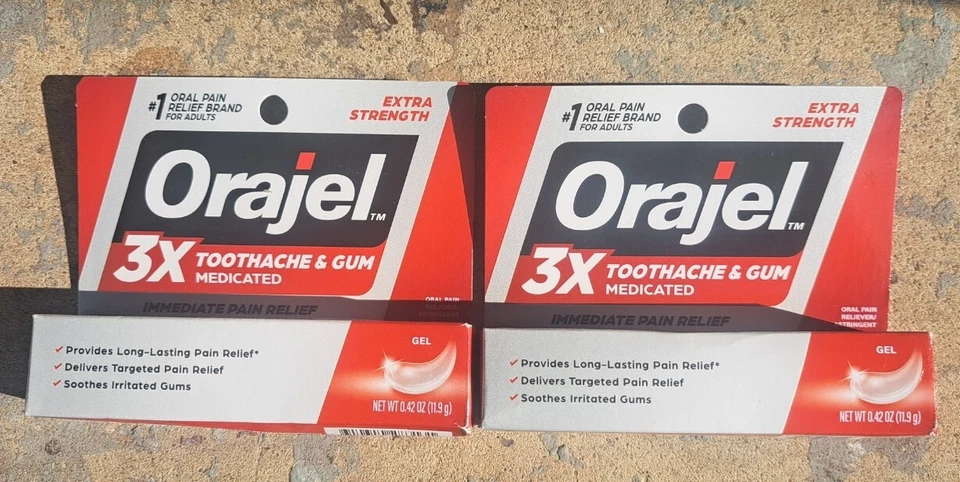 #1 ORAL PAIN
RELIEF BRAND
FOR ADULTS
EXTRA
STRENGTH
Orajel™
3X TOOTHACHE & GUM
MEDICATED
IMMEDIATE PAIN RELIEF
ORAL PAIN
✓ Provides Long-Lasting Pain Relief*
✓ Delivers Targeted Pain Relief
✓ Soothes Irritated Gums
GEL
NET WT 0.42 OZ (11.9 g)
#1 ORAL PAIN
RELIEF BRAND
FOR ADULTS
EXTRA
STRENGTH
Orajel™
3X TOOTHACHE & GUM
MEDICATED
IMMEDIATE PAIN RELIEF
ORAL PAIN
RELIEVER/
ASTRINGENT
✓ Provides Long-Lasting Pain Relief*
✓ Delivers Targeted Pain Relief
✓ Soothes Irritated Gums
GEL
NET WT 0.42 OZ (11.9 g)